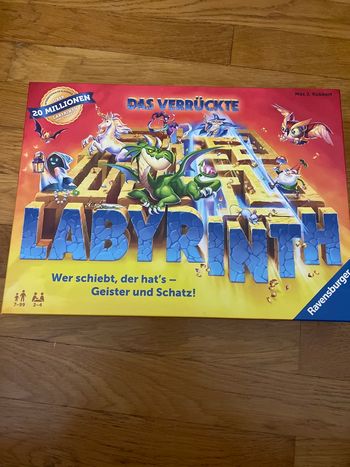 20 MILLIONEN
Max J. Kobbert
DAS VERRÜCKTE
LABYRINTH
Wer schiebt, der hat's –
Geister und Schatz!
7–99
2–4
Ravensburger